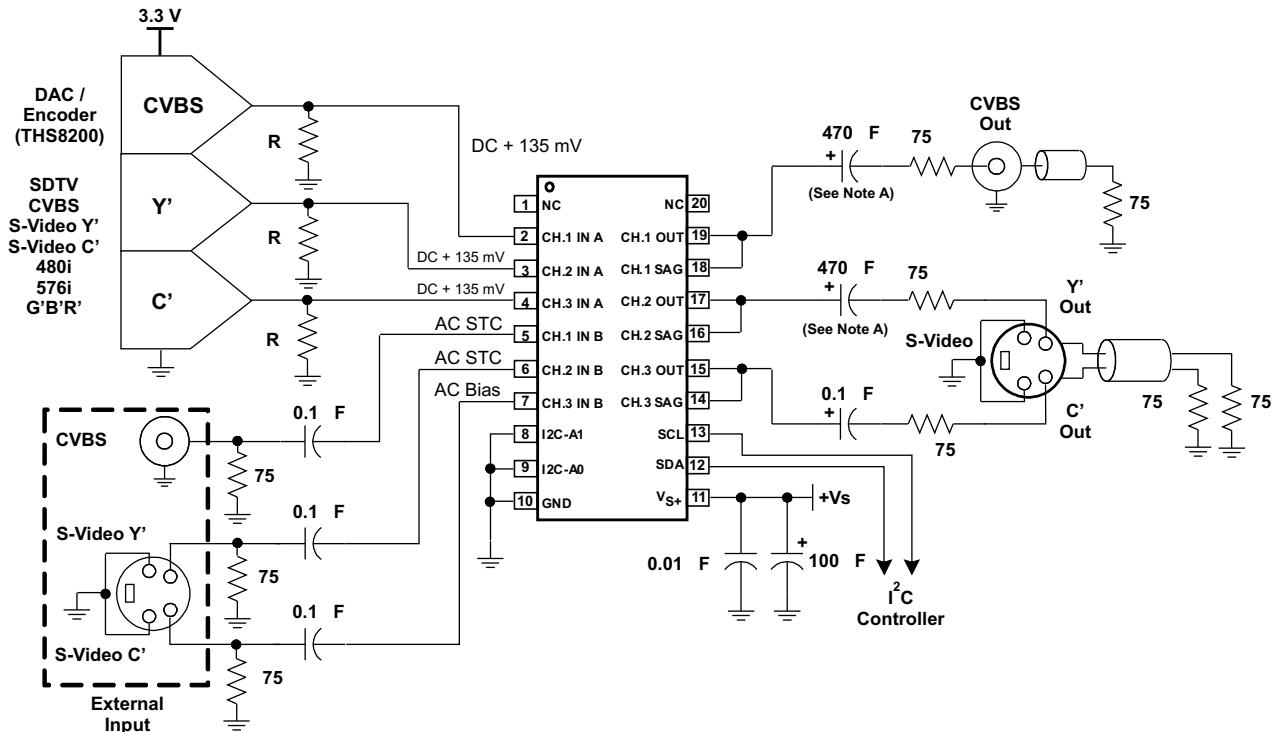 3.3 V
DAC /
Encoder
(THS8200)
CVBS
R
DC + 135 mV
SDTV
CVBS
S-Video Y'
S-Video C'
480i
576i
G'B'R'
Y'
R
DC + 135 mV
C'
R
DC + 135 mV
AC STC
AC STC
AC Bias
1 NC
2 CH.1 IN A
3 CH.2 IN A
4 CH.3 IN A
5 CH.1 IN B
6 CH.2 IN B
7 CH.3 IN B
8 I2C-A1
9 I2C-A0
10 GND
NC 20
CH.1 OUT 19
CH.1 SAG 18
CH.2 OUT 17
CH.2 SAG 16
CH.3 OUT 15
CH.3 SAG 14
SCL 13
SDA 12
VS+ 11
470 F
+
(See Note A)
75
CVBS
Out
75
470 F
+
(See Note A)
75
Y'
Out
S-Video
0.1 F
+
75
C'
Out
75
75
+Vs
0.01 F
+
100 F
I2C
Controller
CVBS
75
0.1 F
S-Video Y'
75
0.1 F
S-Video C'
75
0.1 F
External
Input